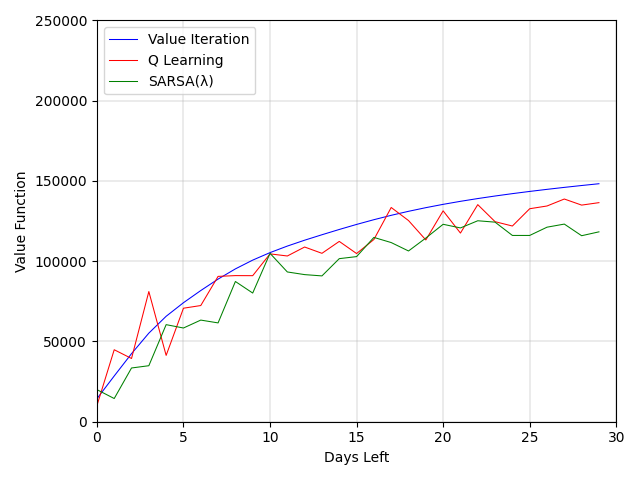 250000
200000
150000
100000
50000
0
Value Function
Value Iteration
Q Learning
SARSA(λ)
0 5 10 15 20 25 30
Days Left